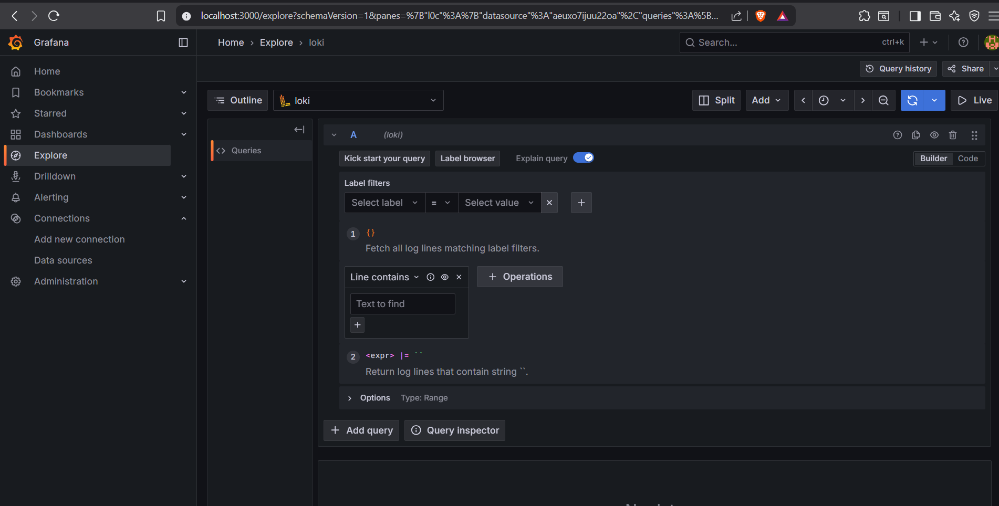 localhost:3000/explore?schemaVersion=1&panes=%7B"l0c"%3A%7B"datasource"%3A"aeuxo7ijuu22oa"%2C"queries"%3A%5B...
Grafana
Home › Explore › loki
Search... ctrl+k
Home
Bookmarks
Starred
Dashboards
Explore
Drilldown
Alerting
Connections
Add new connection
Data sources
Administration
Query history
Share
Outline
loki
Split
Add
Live
Queries
A (loki)
Kick start your query
Label browser
Explain query
Builder
Code
Label filters
Select label
=
Select value
1 {}
Fetch all log lines matching label filters.
Line contains
Operations
Text to find
2 <expr> |= ``
Return log lines that contain string ``.
Options Type: Range
Add query
Query inspector